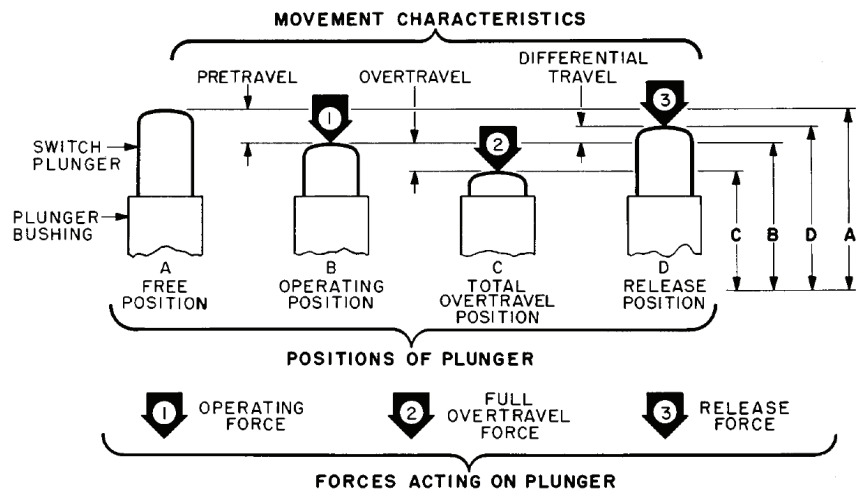 MOVEMENT CHARACTERISTICS
PRETRAVEL
OVERTRAVEL
DIFFERENTIAL
TRAVEL
1
2
3
SWITCH
PLUNGER
PLUNGER
BUSHING
A
FREE
POSITION
B
OPERATING
POSITION
C
TOTAL
OVERTRAVEL
POSITION
D
RELEASE
POSITION
C
B
D
A
POSITIONS OF PLUNGER
1
OPERATING
FORCE
2
FULL
OVERTRAVEL
FORCE
3
RELEASE
FORCE
FORCES ACTING ON PLUNGER